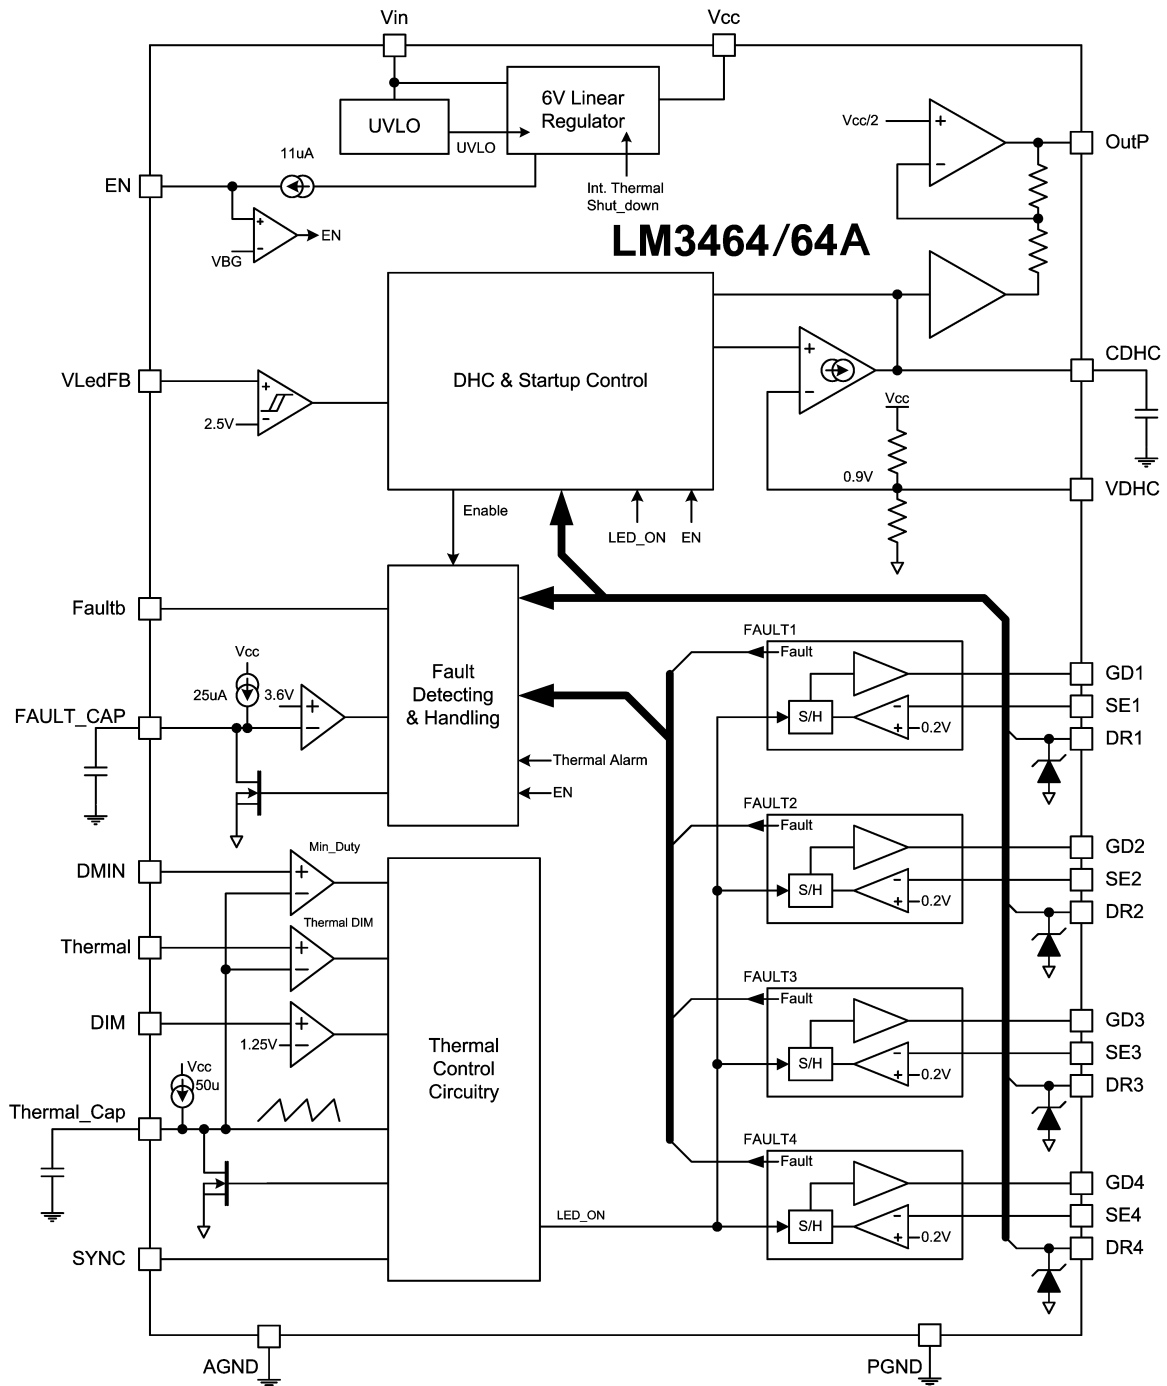 Vin
Vcc
6V Linear
Regulator
UVLO
UVLO
Vcc/2
+
−
OutP
11uA
EN
Int. Thermal
Shut_down
+
−
EN
VBG
LM3464/64A
CDHC
VLedFB
+
−
2.5V
DHC & Startup Control
+
−
Vcc
0.9V
VDHC
Enable
LED_ON
EN
Faultb
Fault
Detecting
& Handling
Vcc
25uA
3.6V
+
−
FAULT_CAP
Thermal Alarm
EN
FAULT1
Fault
GD1
S/H
−
+
0.2V
SE1
DR1
FAULT2
Fault
GD2
S/H
−
+
0.2V
SE2
DR2
DMIN
Min_Duty
+
−
Thermal
Thermal DIM
+
−
DIM
+
−
1.25V
Thermal
Control
Circuitry
Vcc
50u
Thermal_Cap
FAULT3
Fault
GD3
S/H
−
+
0.2V
SE3
DR3
FAULT4
Fault
GD4
S/H
−
+
0.2V
SE4
DR4
LED_ON
SYNC
AGND
PGND